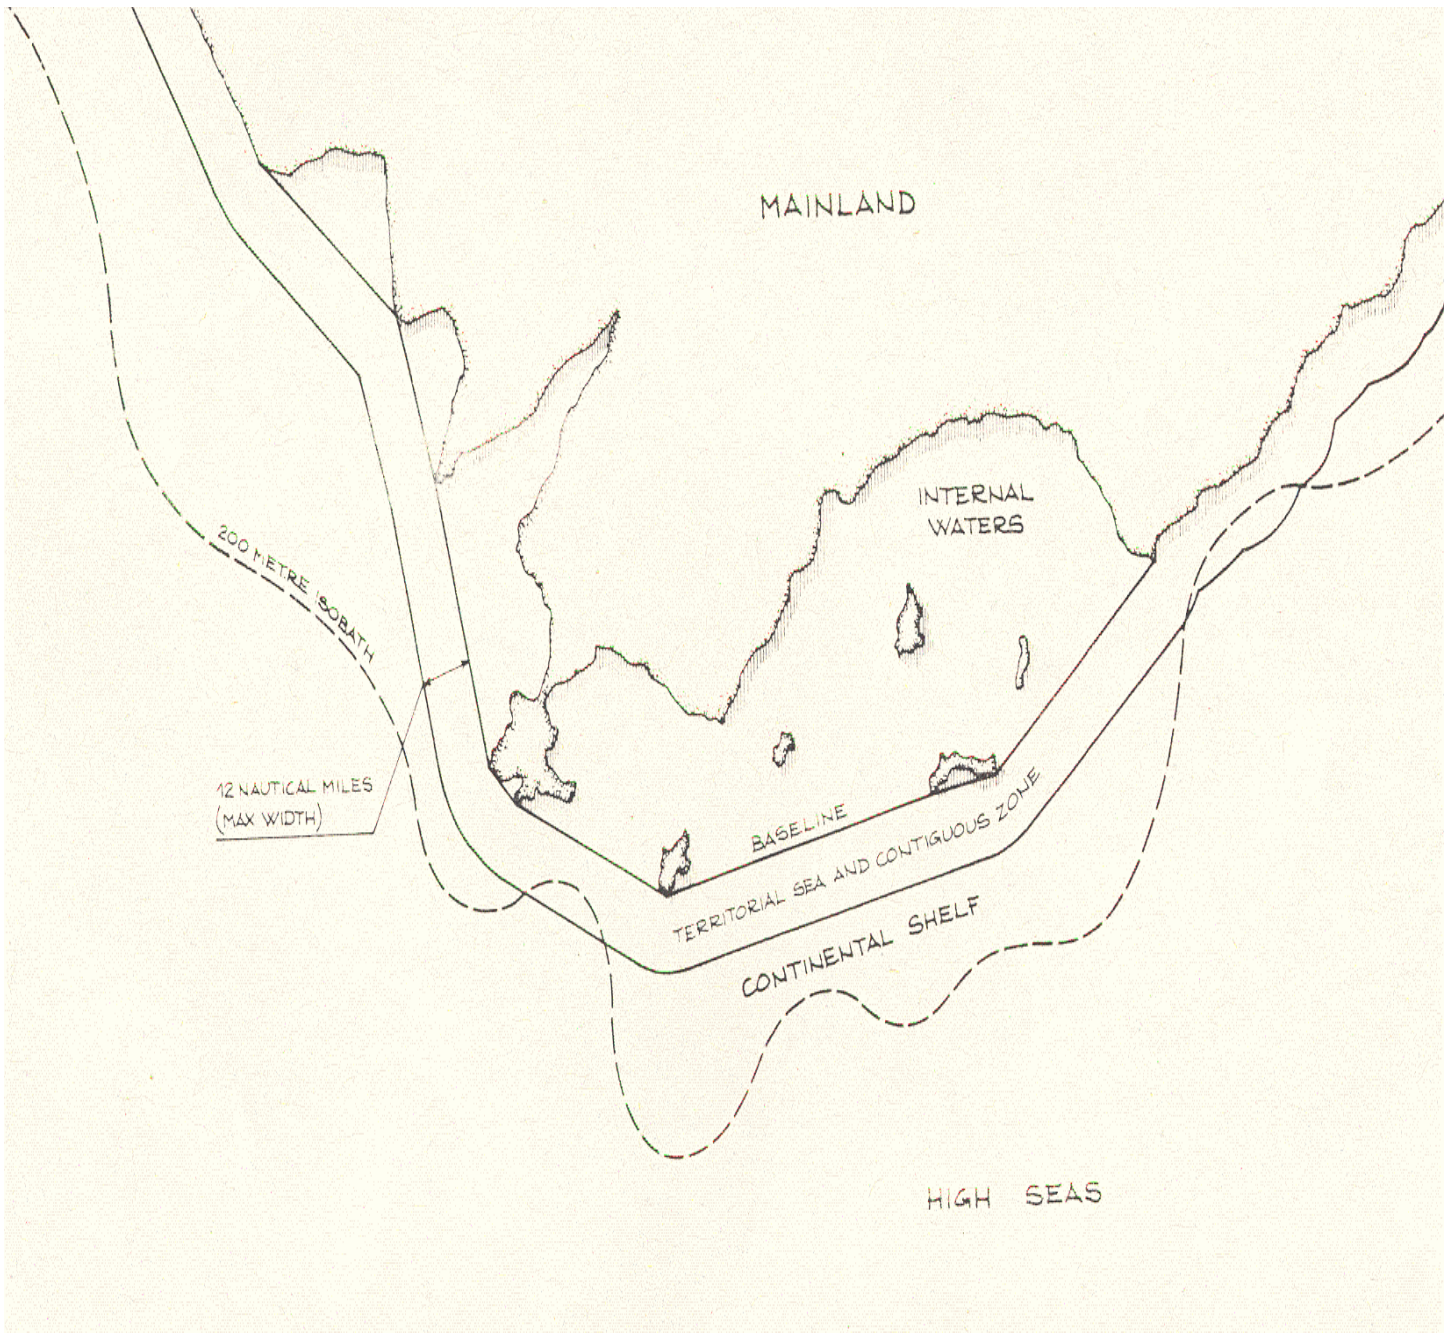 MAINLAND
INTERNAL
WATERS
200 METRE ISOBATH
12 NAUTICAL MILES
(MAX WIDTH)
BASELINE
TERRITORIAL SEA AND CONTIGUOUS ZONE
CONTINENTAL SHELF
HIGH SEAS